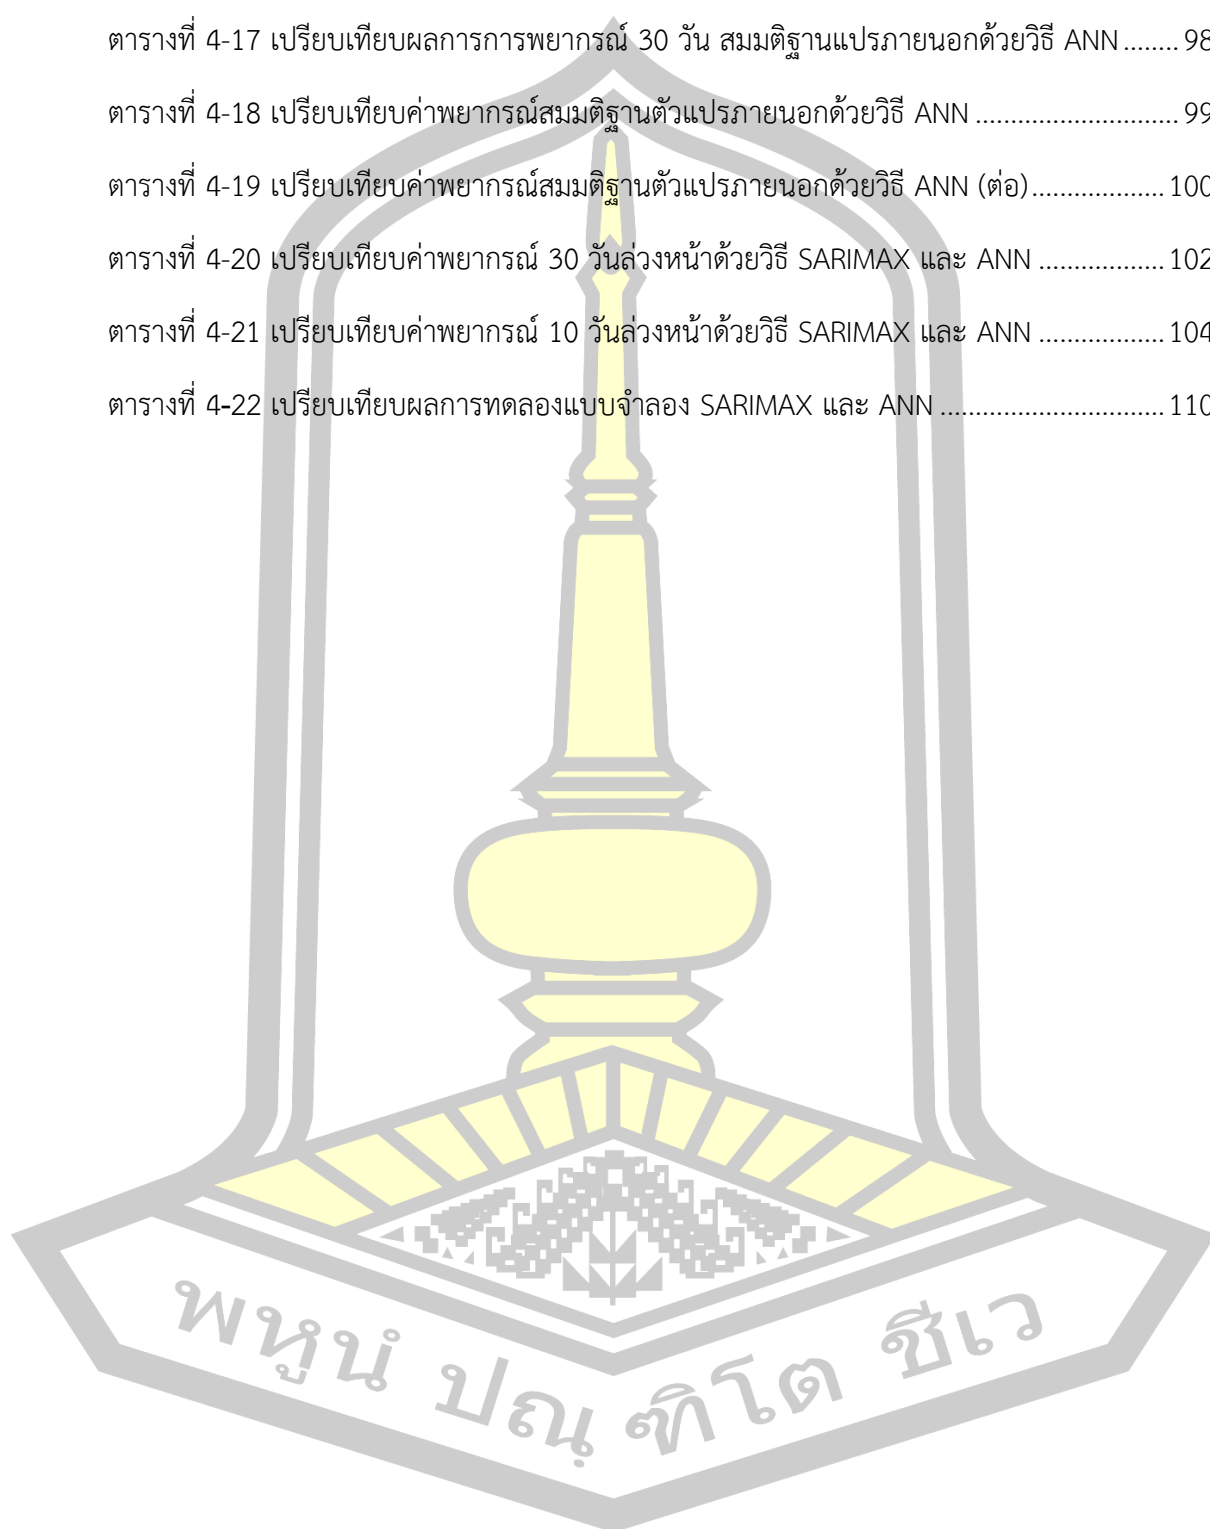 ตารางที่ 4-17 เปรียบเทียบผลการการพยากรณ์ 30 วัน สมมติฐานแปรภายนอกด้วยวิธี ANN ........ 98
ตารางที่ 4-18 เปรียบเทียบค่าพยากรณ์สมมติฐานตัวแปรภายนอกด้วยวิธี ANN ............................. 99
ตารางที่ 4-19 เปรียบเทียบค่าพยากรณ์สมมติฐานตัวแปรภายนอกด้วยวิธี ANN (ต่อ) ................... 100
ตารางที่ 4-20 เปรียบเทียบค่าพยากรณ์ 30 วันล่วงหน้าด้วยวิธี SARIMAX และ ANN .................. 102
ตารางที่ 4-21 เปรียบเทียบค่าพยากรณ์ 10 วันล่วงหน้าด้วยวิธี SARIMAX และ ANN .................. 104
ตารางที่ 4-22 เปรียบเทียบผลการทดลองแบบจำลอง SARIMAX และ ANN ................................ 110
พหูนํ ปณฺฑิโต ชีเว